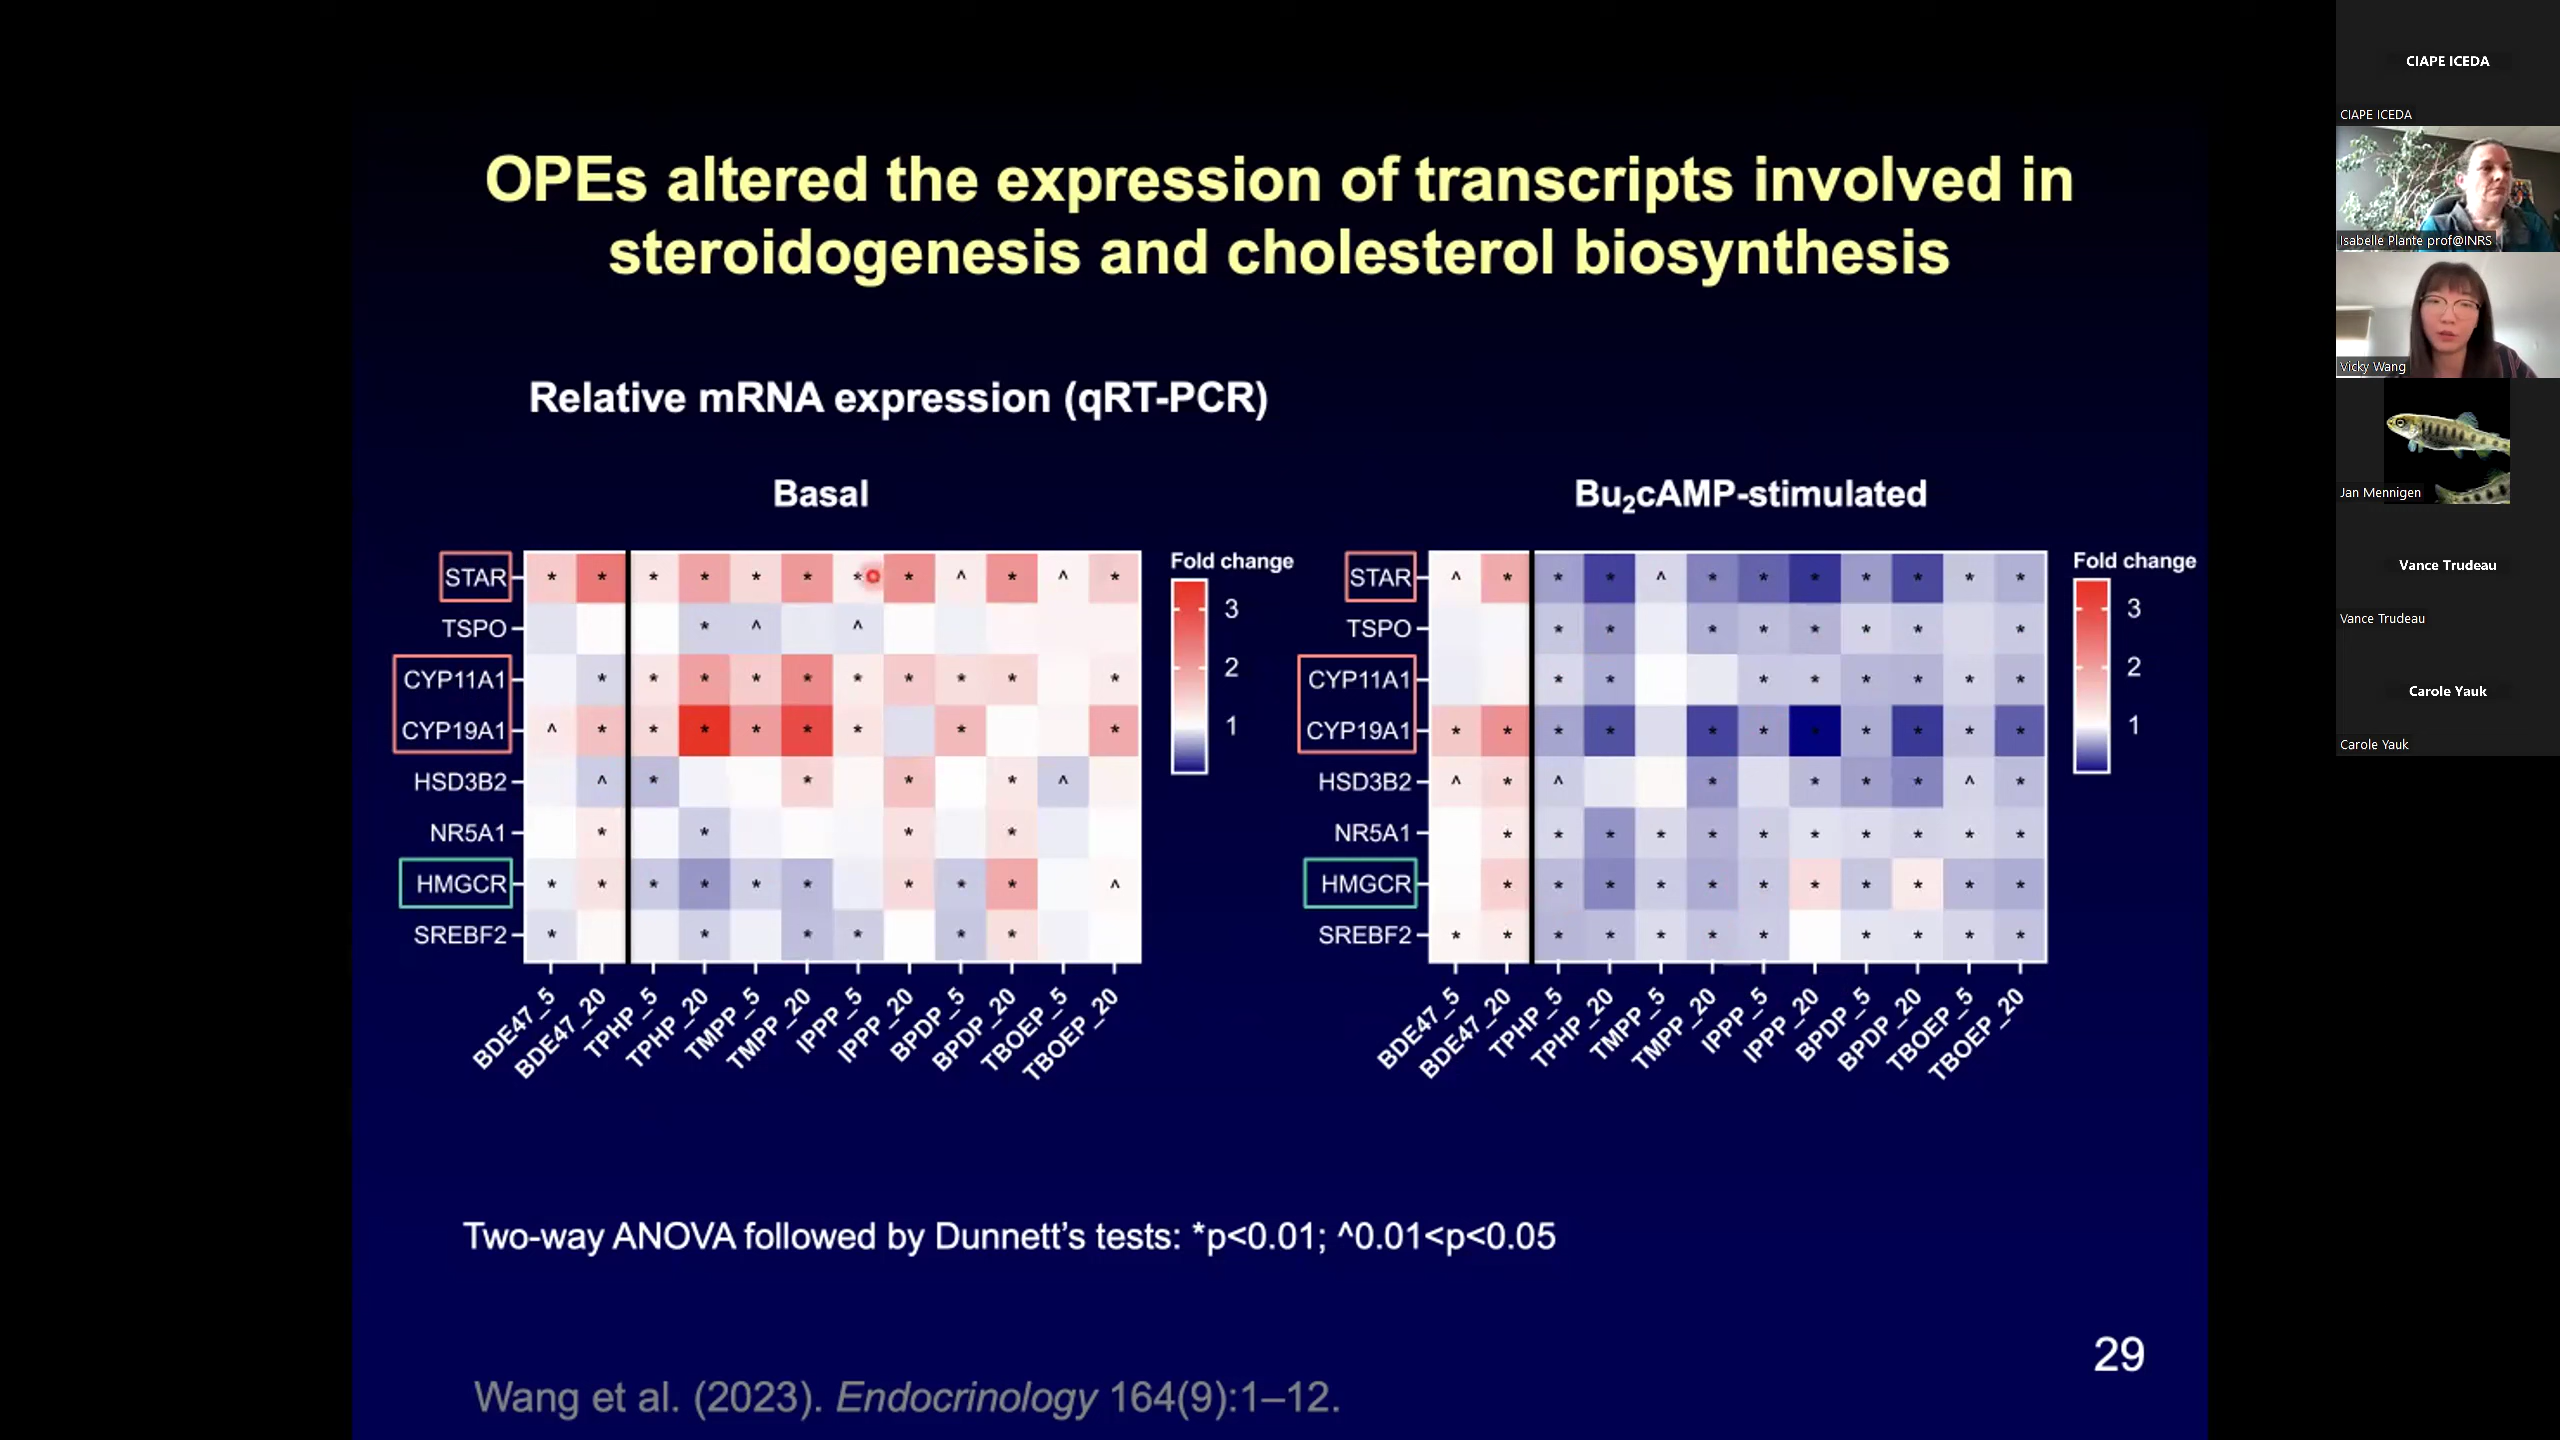 OPEs altered the expression of transcripts involved in
steroidogenesis and cholesterol biosynthesis
Relative mRNA expression (qRT-PCR)
Basal
STAR * * * * * * * * ^ * ^ *
TSPO * ^ ^
CYP11A1 * * * * * * * * * *
CYP19A1 ^ * * * * * * * *
HSD3B2 ^ * * * * ^
NR5A1 * * * *
HMGCR * * * * * * * * * ^
SREBF2 * * * * * *
BDE47_5
BDE47_20
TPHP_5
TPHP_20
TMPP_5
TMPP_20
IPPP_5
IPPP_20
BPDP_5
BPDP_20
TBOEP_5
TBOEP_20
Fold change
3
2
1
Bu₂cAMP-stimulated
STAR ^ * * * ^ * * * * * * *
TSPO * * * * * * * *
CYP11A1 * * * * * * * *
CYP19A1 * * * * * * * * * * *
HSD3B2 ^ * ^ * * * * ^ *
NR5A1 * * * * * * * * * * *
HMGCR * * * * * * * * * * *
SREBF2 * * * * * * * * * * *
BDE47_5
BDE47_20
TPHP_5
TPHP_20
TMPP_5
TMPP_20
IPPP_5
IPPP_20
BPDP_5
BPDP_20
TBOEP_5
TBOEP_20
Fold change
3
2
1
Two-way ANOVA followed by Dunnett’s tests: *p<0.01; ^0.01<p<0.05
29
Wang et al. (2023). Endocrinology 164(9):1–12.
CIAPE ICEDA
CIAPE ICEDA
Isabelle Plante prof@INRS
Vicky Wang
Jan Mennigen
Vance Trudeau
Vance Trudeau
Carole Yauk
Carole Yauk